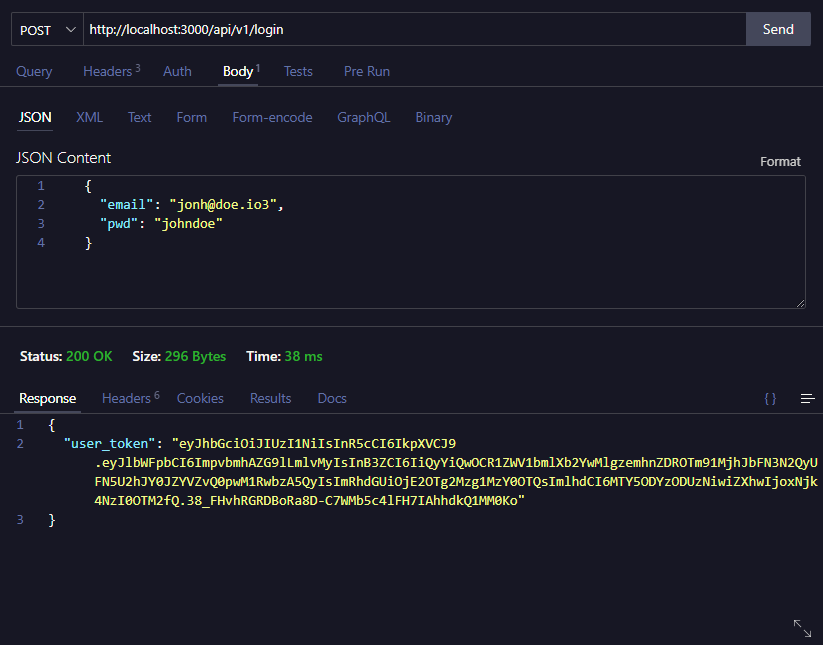 POST http://localhost:3000/api/v1/login Send
Query Headers 3 Auth Body 1 Tests Pre Run
JSON XML Text Form Form-encode GraphQL Binary
JSON Content
Format
1 {
2 "email": "jonh@doe.io3",
3 "pwd": "johndoe"
4 }
Status: 200 OK Size: 296 Bytes Time: 38 ms
Response Headers 6 Cookies Results Docs { }
1 {
2 "user_token": "eyJhbGciOiJIUzI1NiIsInR5cCI6IkpXVCJ9
.eyJlbWFpbCI6ImpvbmhAZG9lLmlvMyIsInB3ZCI6IiQyYiQwOCR1ZWV1bmlXb2YwMlgzemhnZDROTm91MjhJbFN3N2QyU
FN5U2hJY0JZYVZvQ0pwM1RwbzA5QyIsImRhdGUiOjE2OTg2Mzg1MzY0OTQsImlhdCI6MTY5ODYzODUzNiwiZXhwIjoxNjk
4NzI0OTM2fQ.38_FHvhRGRDBoRa8D-C7WMb5c4lFH7IAhhdkQ1MM0Ko"
3 }